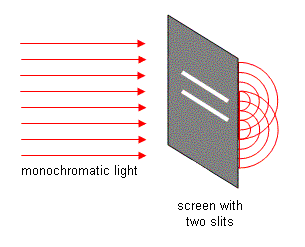 monochromatic light
screen with
two slits